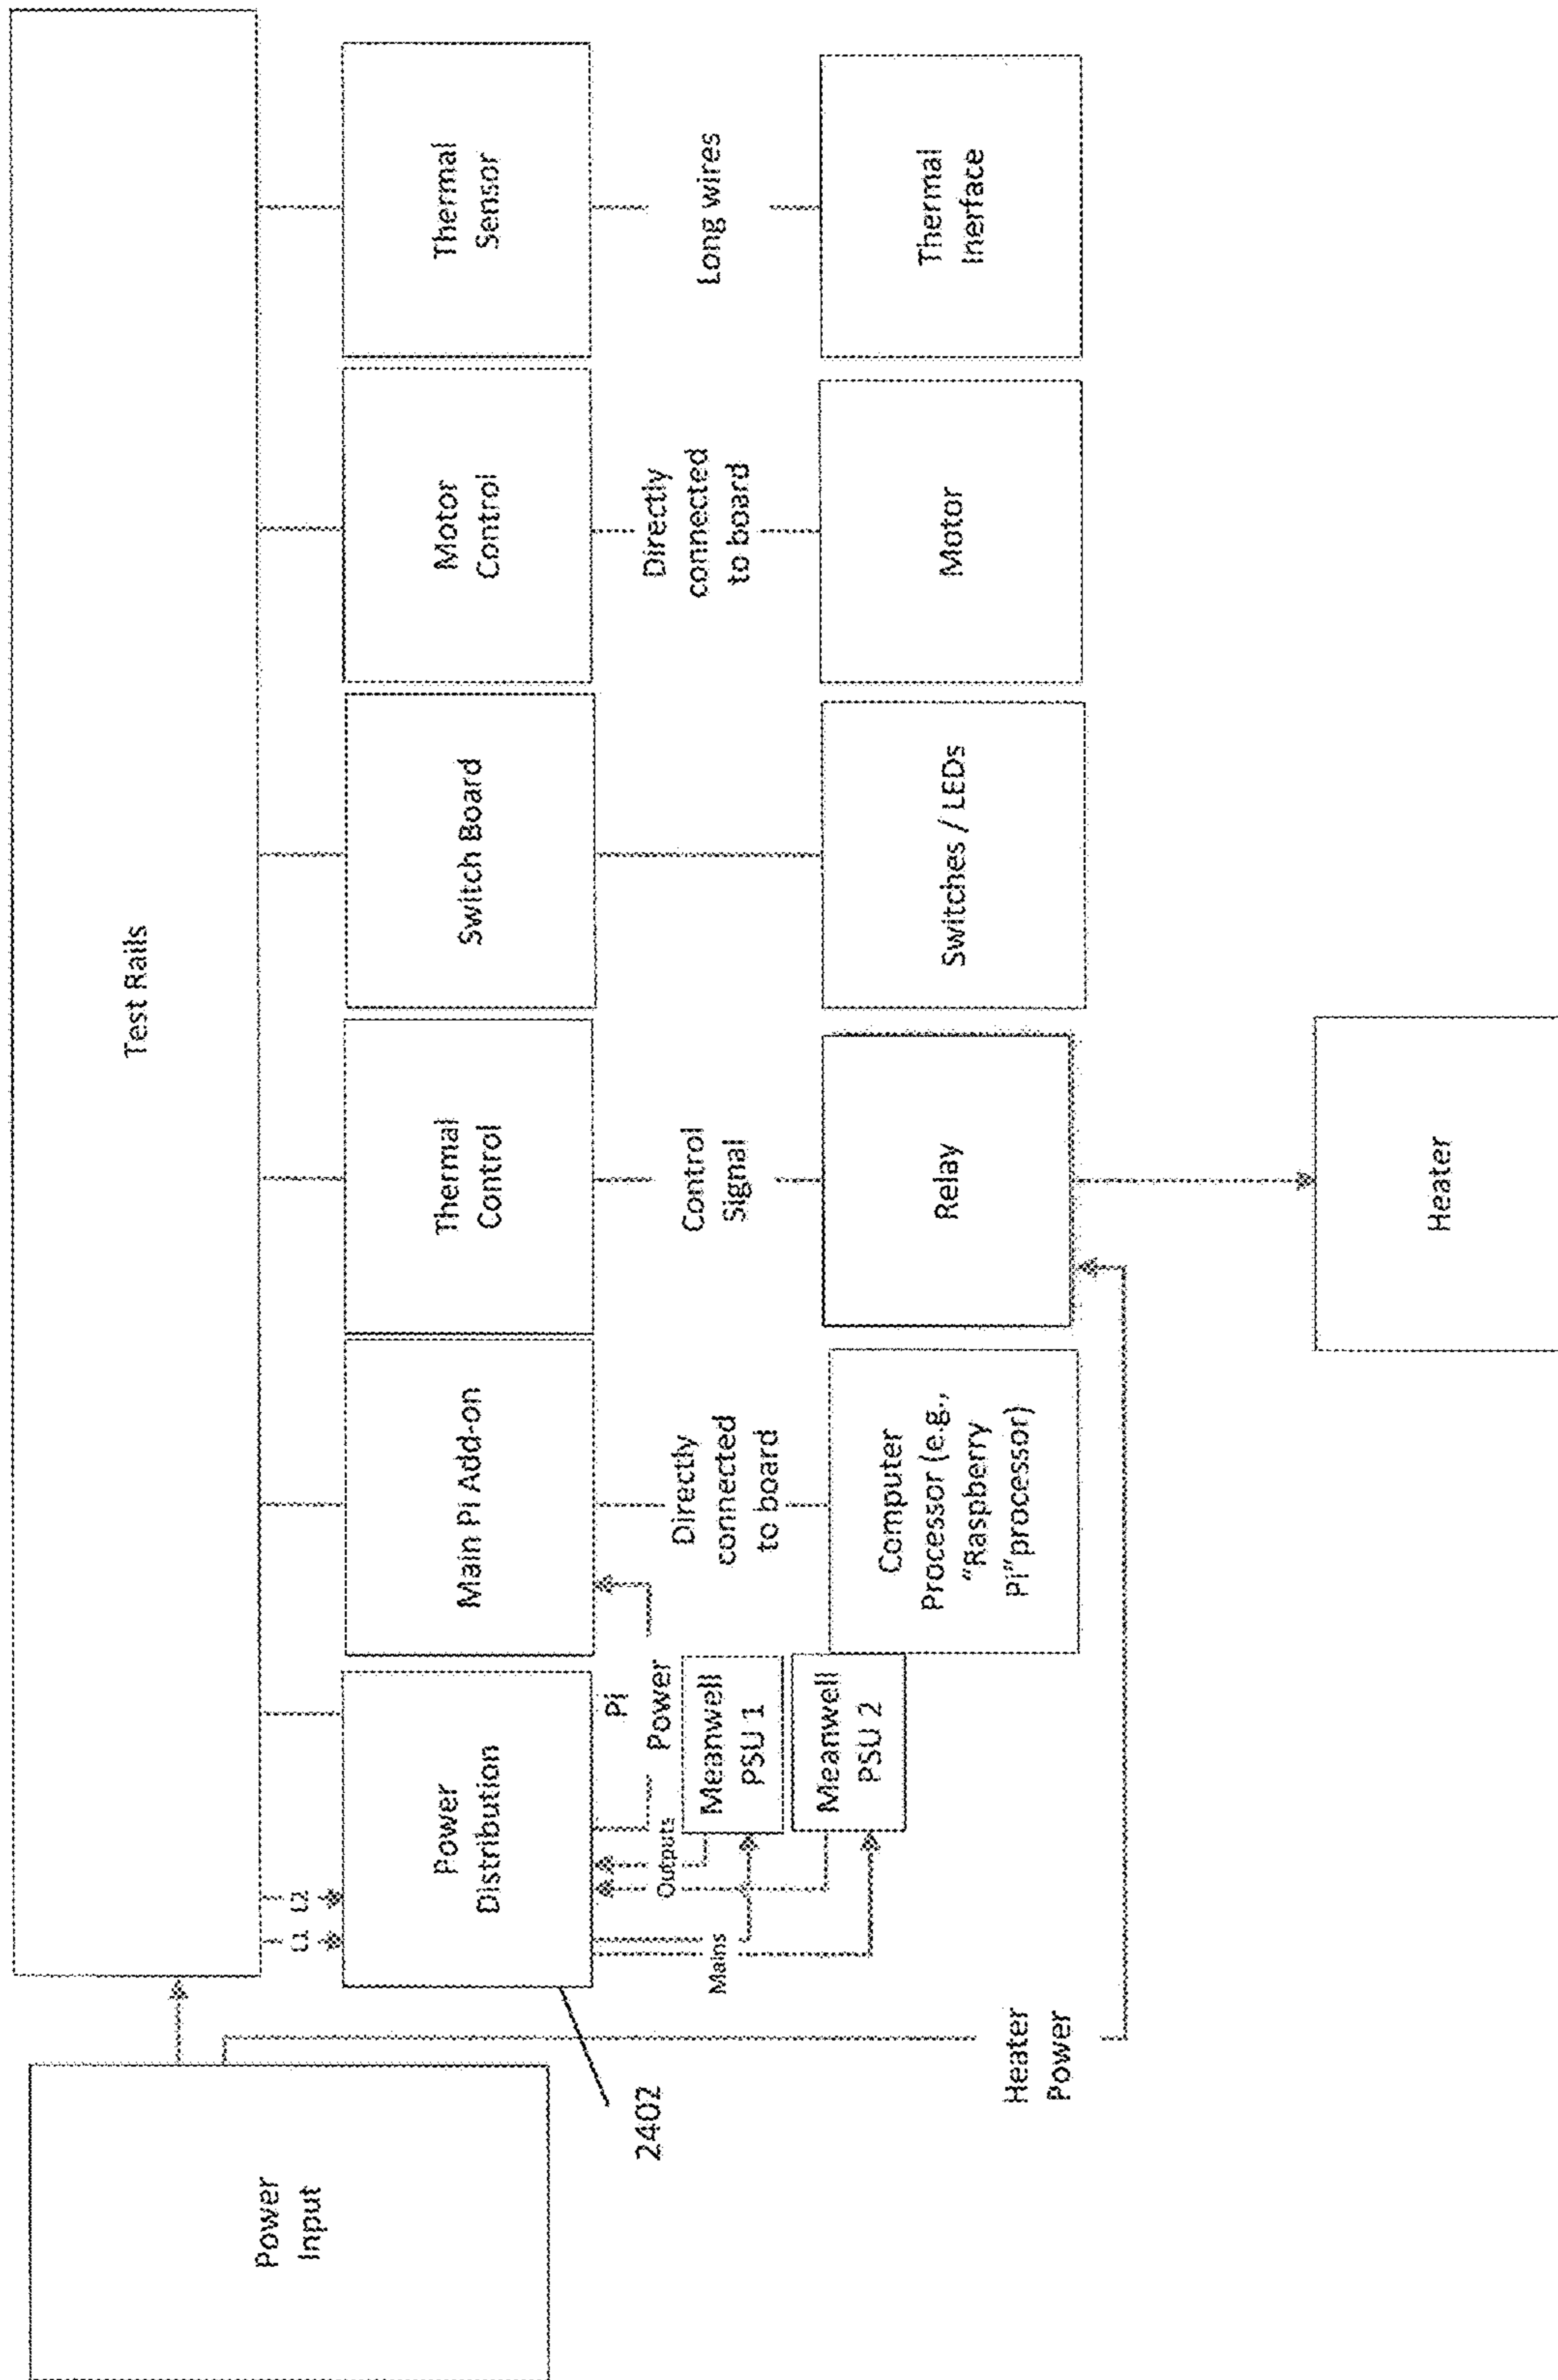 Test Rails
Power
Input
L1
L2
Power
Distribution
Main Pi Add-on
Thermal
Control
Switch Board
Motor
Control
Thermal
Sensor
2402
Mains
Outputs
Pi
Power
Directly
connected
to board
Control
Signal
Directly
connected
to board
Long wires
Meanwell
PSU 1
Meanwell
PSU 2
Computer
Processor (e.g.,
"Raspberry
Pi"processor)
Relay
Switches / LEDs
Motor
Thermal
Inerface
Heater
Power
Heater